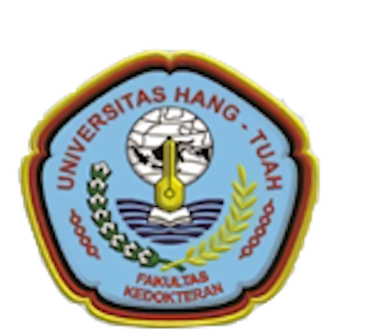 UNIVERSITAS HANG - TUAH
FAKULTAS
KEDOKTERAN